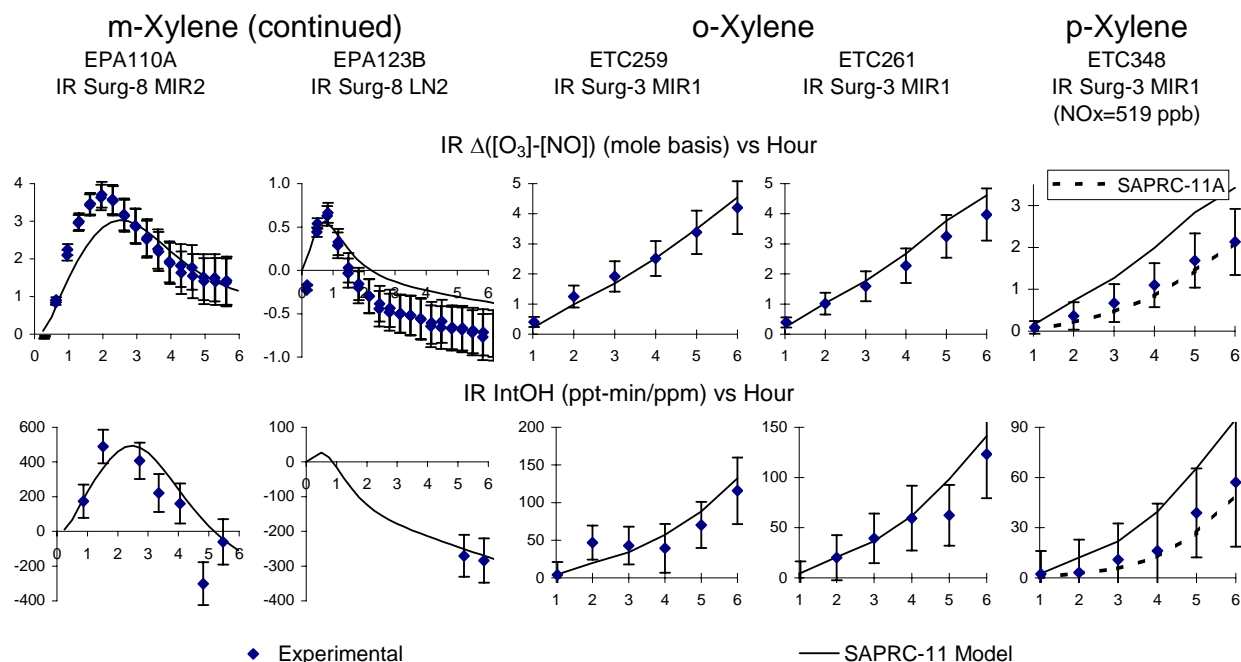 m-Xylene (continued) o-Xylene p-Xylene
EPA110A EPA123B ETC259 ETC261 ETC348
IR Surg-8 MIR2 IR Surg-8 LN2 IR Surg-3 MIR1 IR Surg-3 MIR1 IR Surg-3 MIR1
(NOx=519 ppb)
IR Δ([O₃]-[NO]) (mole basis) vs Hour
4
3
2
1
0
0 1 2 3 4 5 6
1.0
0.5
0.0
-0.5
-1.0
0 1 2 3 4 5 6
5
4
3
2
1
0
1 2 3 4 5 6
5
4
3
2
1
0
1 2 3 4 5 6
SAPRC-11A
3
2
1
0
1 2 3 4 5 6
IR IntOH (ppt-min/ppm) vs Hour
600
400
200
0
-200
-400
0 1 2 3 4 5 6
100
0
-100
-200
-300
-400
0 1 2 3 4 5 6
200
150
100
50
0
1 2 3 4 5 6
150
100
50
0
1 2 3 4 5 6
90
60
30
0
1 2 3 4 5 6
Experimental SAPRC-11 Model